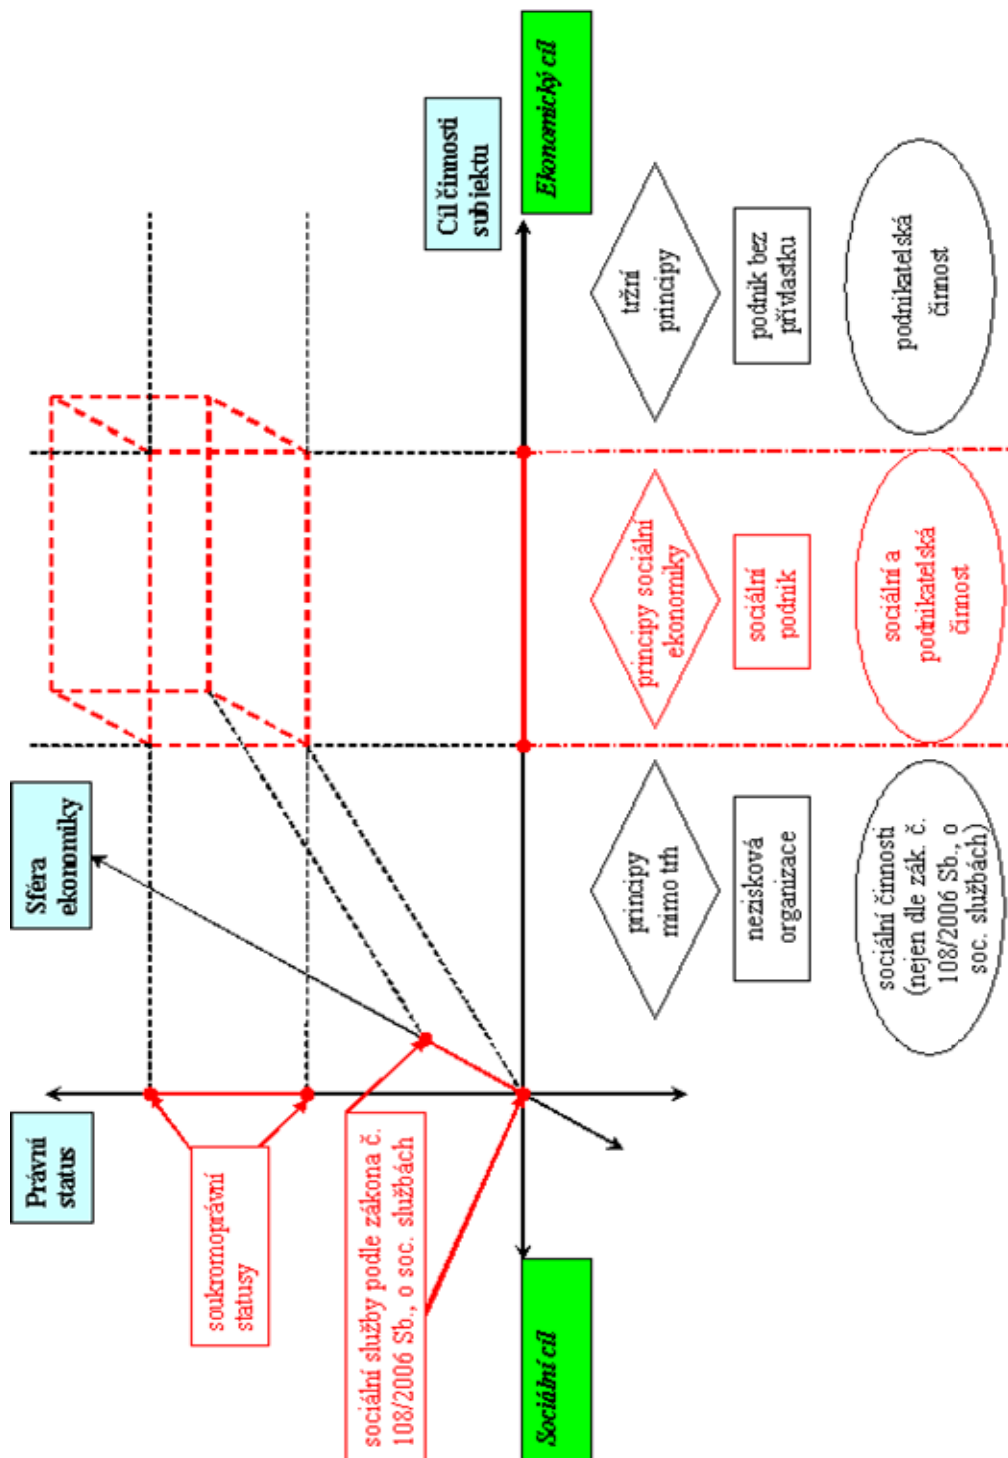 Právní
status
Sféra
ekonomiky
soukromoprávní
statusy
sociální služby podle zákona č.
108/2006 Sb., o soc. službách
Cíl činnosti
subjektu
Sociální cíl
Ekonomický cíl
principy
mimo trh
principy sociální
ekonomiky
tržní
principy
nezisková
organizace
sociální
podnik
podnik bez
přívlastku
sociální činnosti
(nejen dle zák. č.
108/2006 Sb., o
soc. službách)
sociální a
podnikatelská
činnost
podnikatelská
činnost